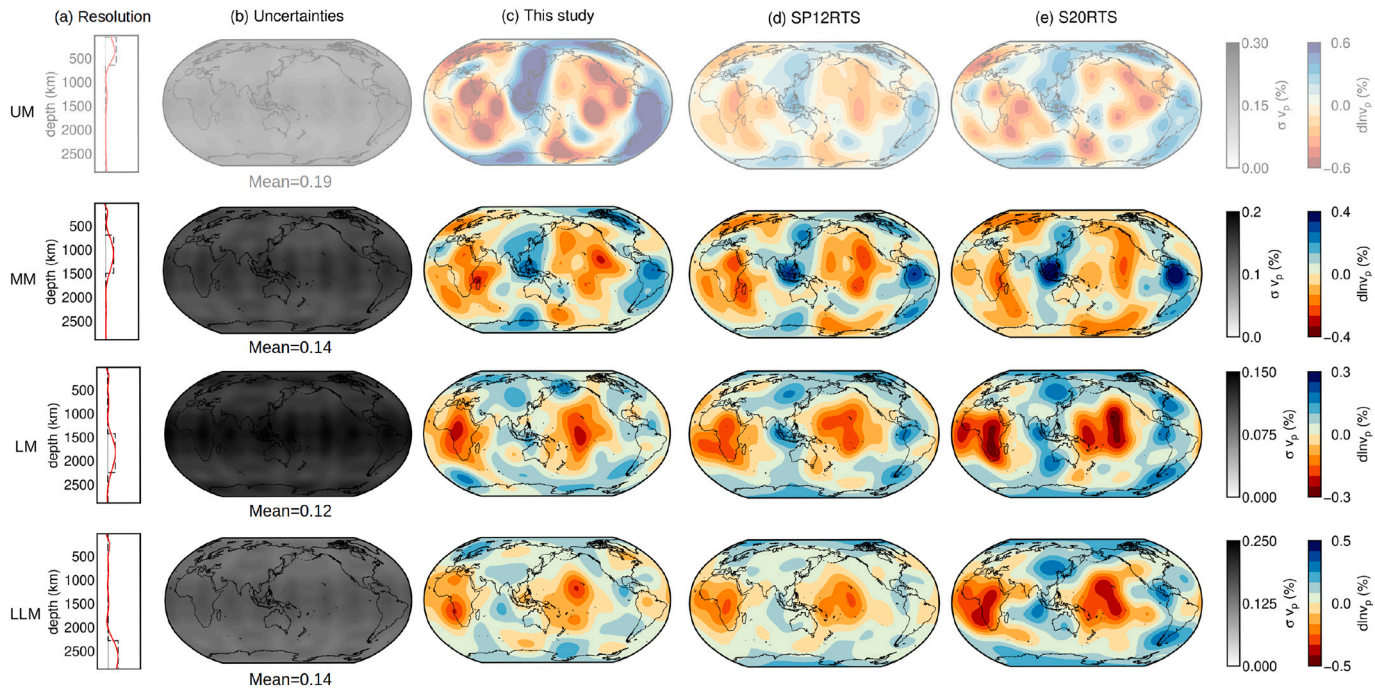 (a) Resolution
(b) Uncertainties
(c) This study
(d) SP12RTS
(e) S20RTS
UM
depth (km)
500
1000
1500
2000
2500
Mean=0.19
0.30
0.15
0.00
σ vₚ (%)
0.6
0.0
−0.6
dlnvₚ (%)
MM
depth (km)
500
1000
1500
2000
2500
Mean=0.14
0.2
0.1
0.0
σ vₚ (%)
0.4
0.0
−0.4
dlnvₚ (%)
LM
depth (km)
500
1000
1500
2000
2500
Mean=0.12
0.150
0.075
0.000
σ vₚ (%)
0.3
0.0
−0.3
dlnvₚ (%)
LLM
depth (km)
500
1000
1500
2000
2500
Mean=0.14
0.250
0.125
0.000
σ vₚ (%)
0.5
0.0
−0.5
dlnvₚ (%)